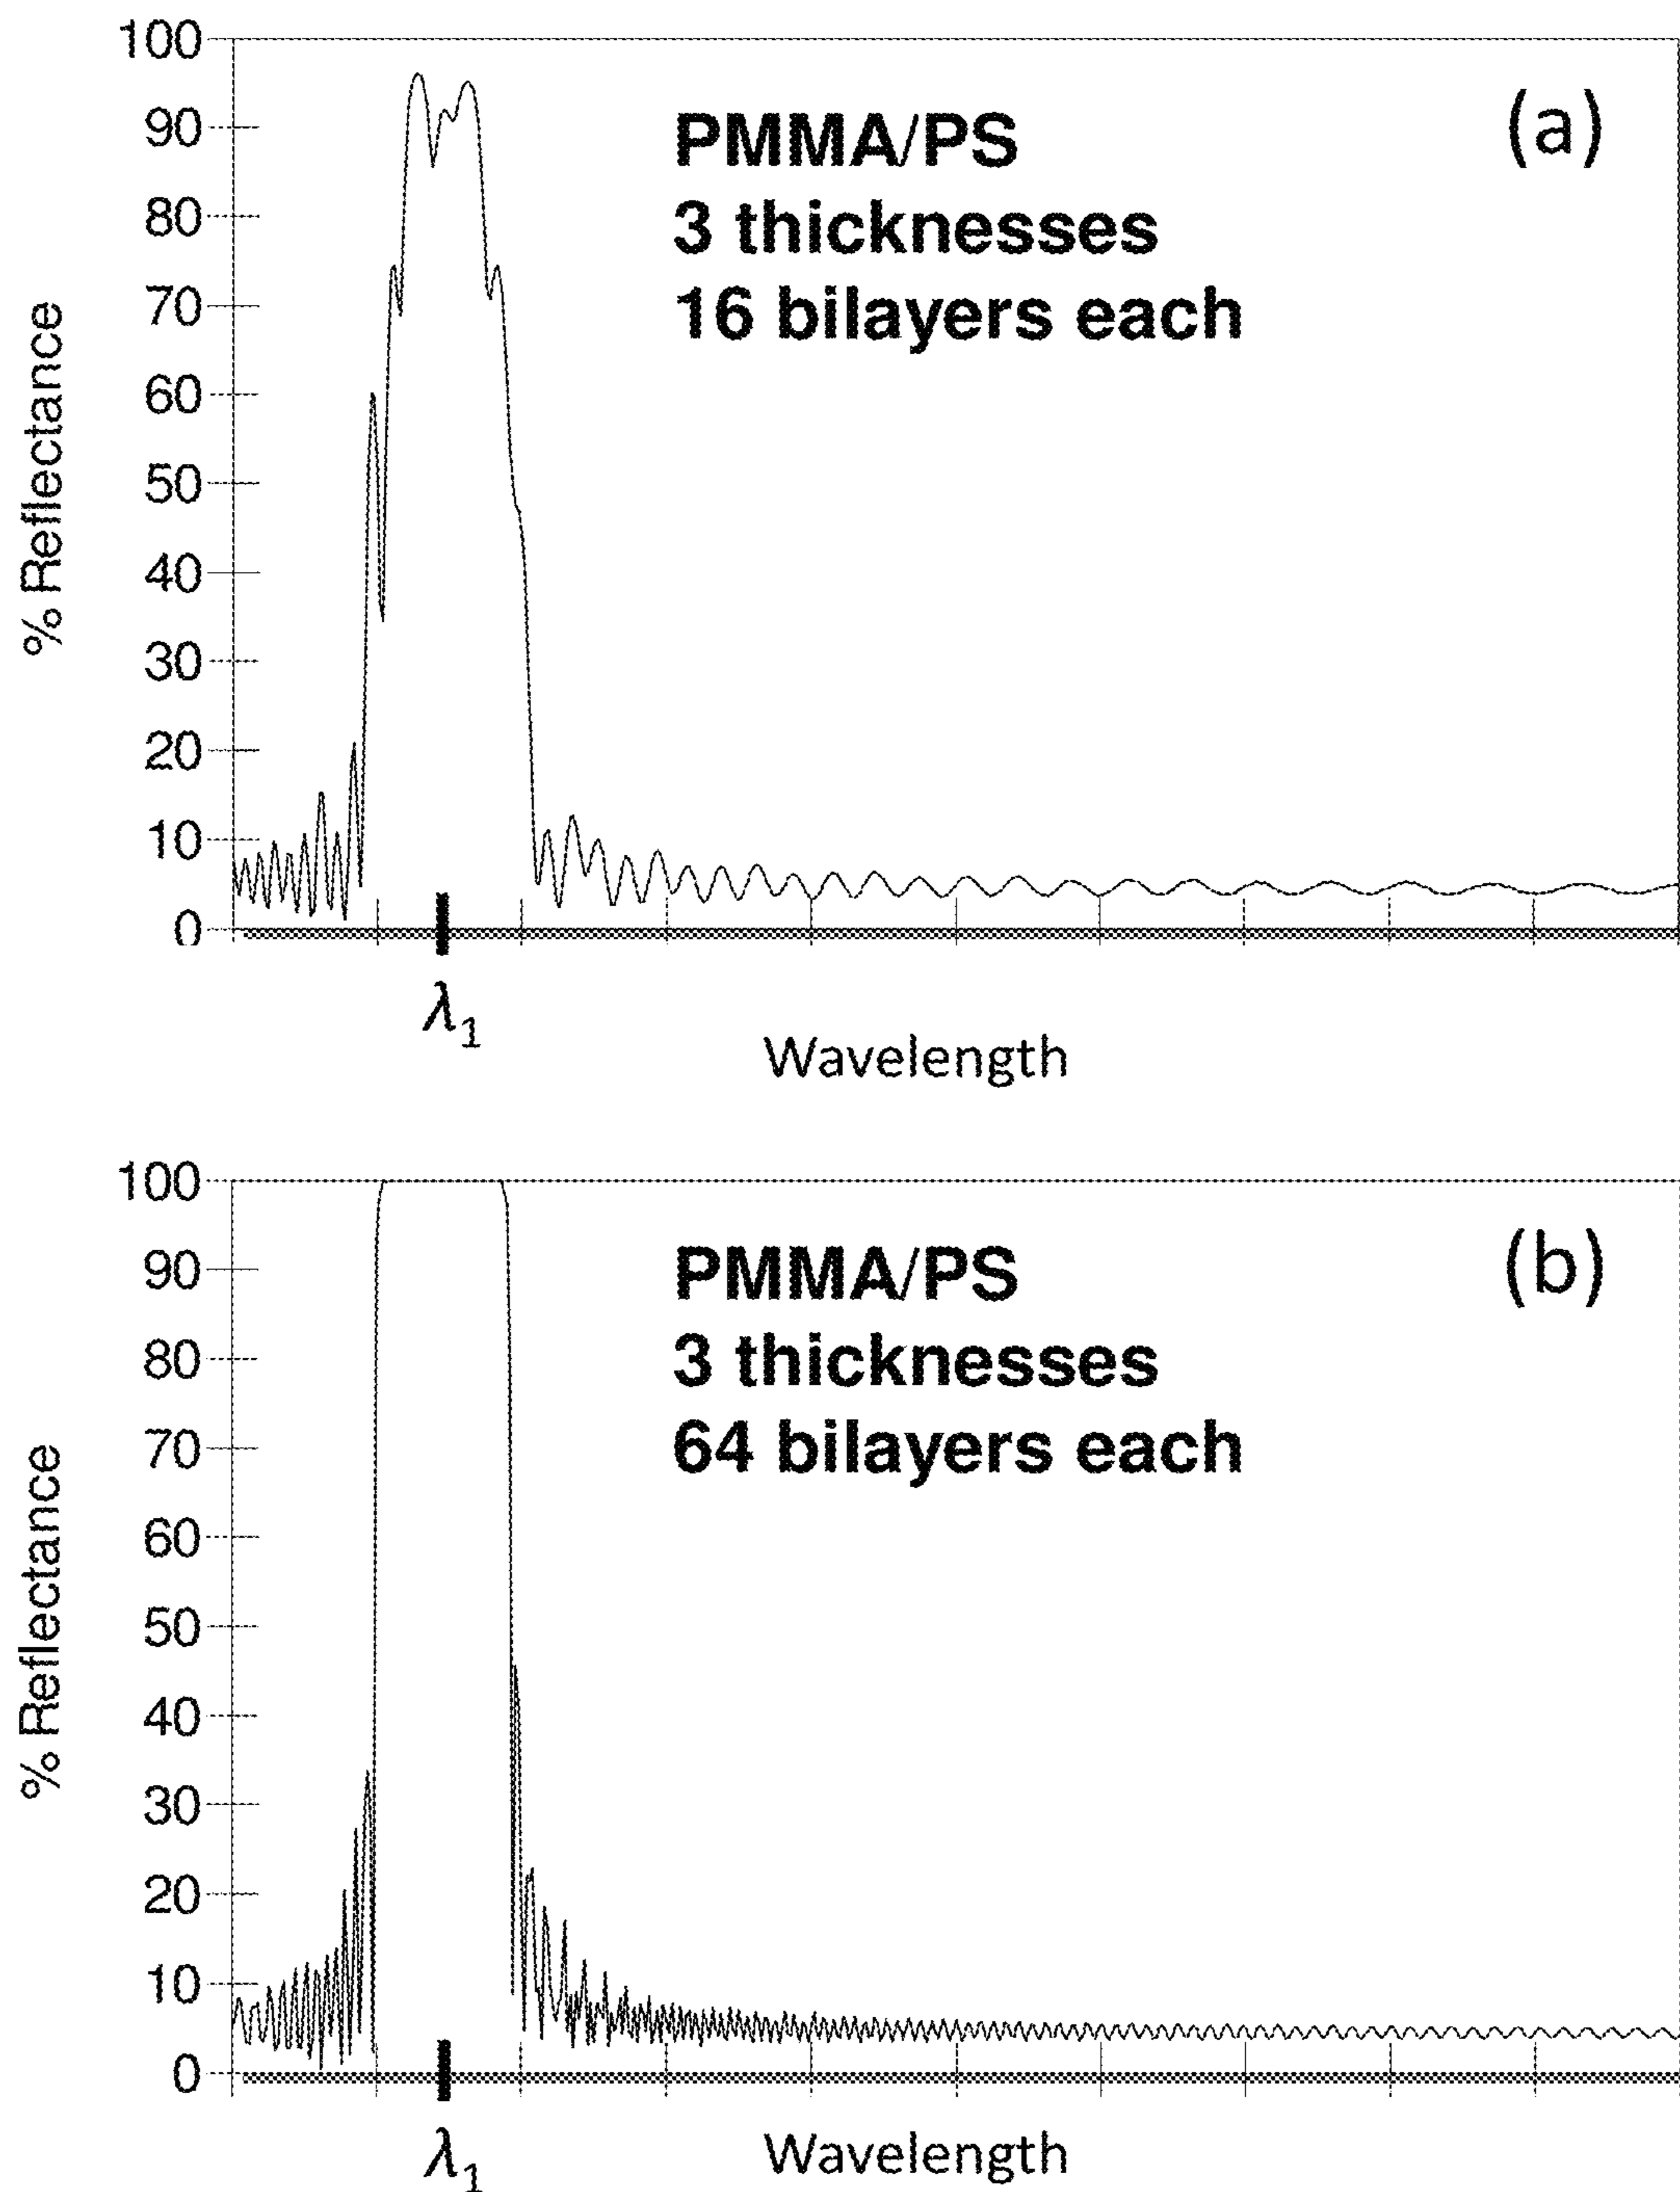 100
90
80
70
60
50
40
30
20
10
0
% Reflectance
PMMA/PS
3 thicknesses
16 bilayers each
(a)
λ₁
Wavelength
100
90
80
70
60
50
40
30
20
10
0
% Reflectance
PMMA/PS
3 thicknesses
64 bilayers each
(b)
λ₁
Wavelength